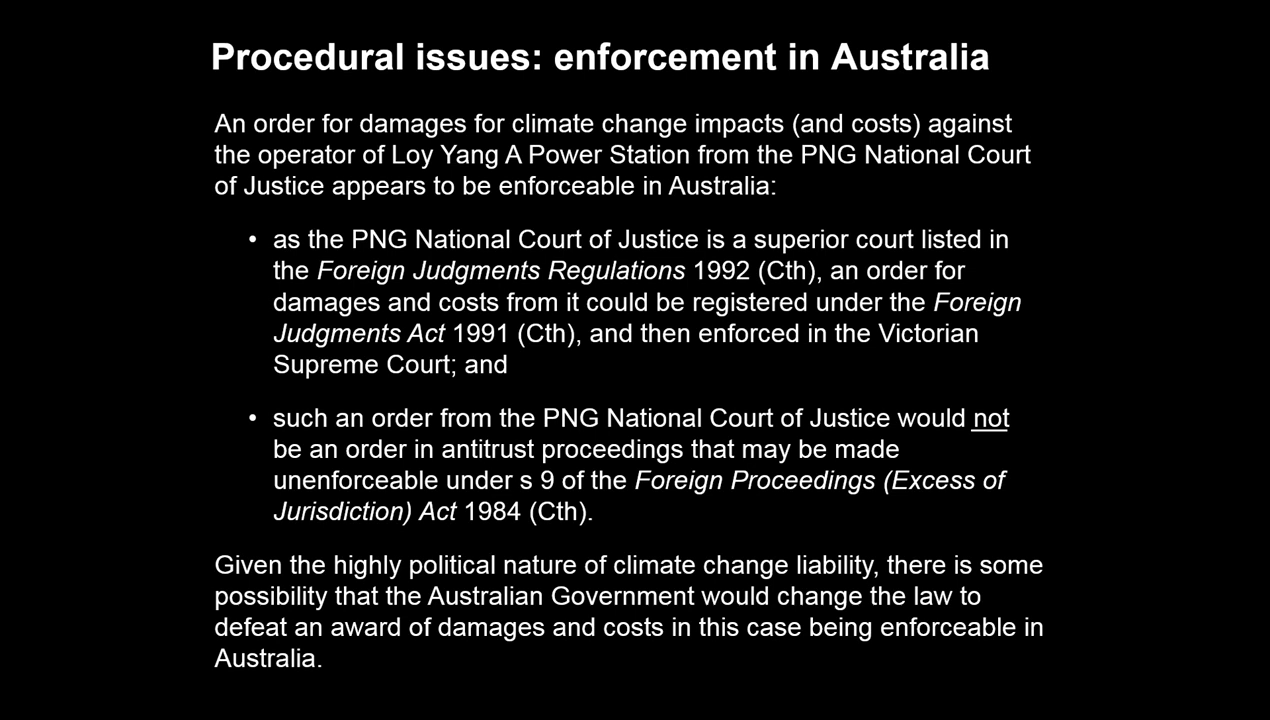 Procedural issues: enforcement in Australia
An order for damages for climate change impacts (and costs) against
the operator of Loy Yang A Power Station from the PNG National Court
of Justice appears to be enforceable in Australia:
• as the PNG National Court of Justice is a superior court listed in
the Foreign Judgments Regulations 1992 (Cth), an order for
damages and costs from it could be registered under the Foreign
Judgments Act 1991 (Cth), and then enforced in the Victorian
Supreme Court; and
• such an order from the PNG National Court of Justice would not
be an order in antitrust proceedings that may be made
unenforceable under s 9 of the Foreign Proceedings (Excess of
Jurisdiction) Act 1984 (Cth).
Given the highly political nature of climate change liability, there is some
possibility that the Australian Government would change the law to
defeat an award of damages and costs in this case being enforceable in
Australia.